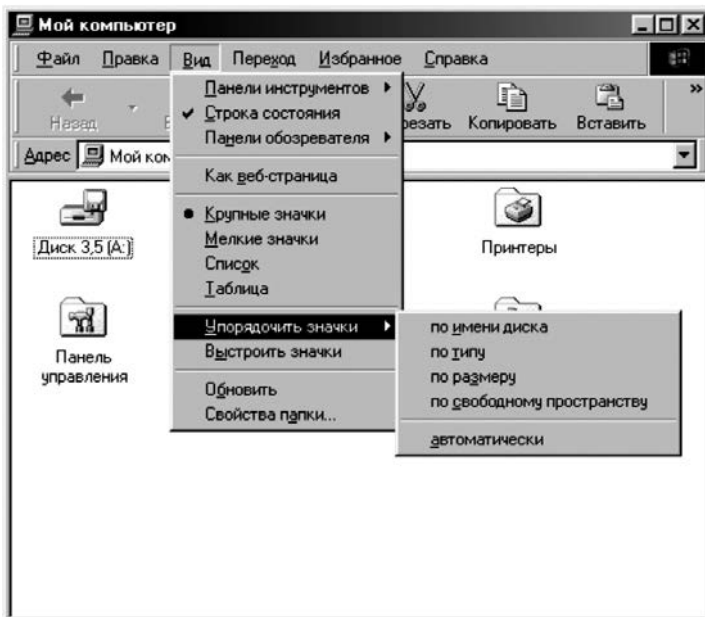 Мой компьютер
Файл Правка Вид Переход Избранное Справка
Назад Копировать Вставить »
Адрес Мой
Панели инструментов
Строка состояния
Панели обозревателя
Как веб-страница
Крупные значки
Мелкие значки
Список
Таблица
Упорядочить значки
Выстроить значки
Обновить
Свойства папки...
по имени диска
по типу
по размеру
по свободному пространству
автоматически
Диск 3,5 (A:)
Принтеры
Панель
управления